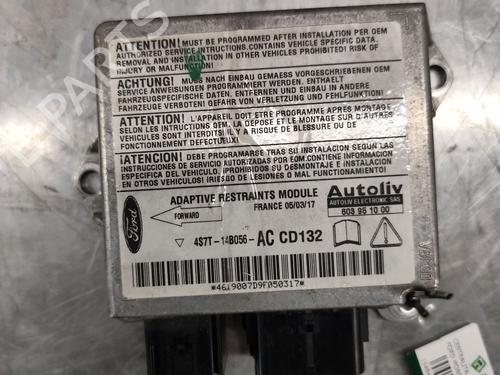 ATTENTION! MUST BE PROGRAMMED AFTER INSTALLATION PER OEM
AUTHORIZED SERVICE INSTRUCTIONS. CONTAINS VEHICLE SPECIFIC DATA.
REMOVAL AND INSTALLATION IN OTHER VEHICLES PROHIBITED! (RISK OF
INJURY OR MALFUNCTION)
ACHTUNG! MUSS NACH EINBAU GEMAESS VORGESCHRIEBENEN OEM
SERVICE ANWEISUNGEN PROGRAMMIERT WERDEN. ENTHAELT
FAHRZEUGSPEZIFISCHE DATEN. ENTFERNEN UND EINBAU IN ANDERE
FAHRZEUGE VERBOTEN! GEFAHR VON VERLETZUNG UND FEHLFUNKTION!
ATTENTION! L'APPAREIL DOIT ETRE PROGRAMME APRES MONTAGE
SELON LES INSTRUCTIONS OEM. LA DEPOSE ET LE MONTAGE SUR D'AUTRES
VEHICULES SONT INTERDITS! IL Y A RISQUE DE BLESSURE OU DE
FONCTIONNEMENT DEFECTUEUX!
¡ATENCION! DEBE PROGRAMARSE TRAS SU INSTALACION SEGUN
INSTRUCCIONES DE SERVICIO AUTORIZADAS POR EOM. CONTIENE DATOS
ESPECIFICA DEL VEHICULO. ¡PROHIBIDO SU DESMONTAJE E INSTALACION
EN OTROS VEHICULOS! (RIESGO DE LESIONES O MAL FUNCIONAMIENTO)
ADAPTIVE RESTRAINTS MODULE
FRANCE 05/03/17
Autoliv
AUTOLIV ELECTRONIC SAS
603 95 10 00
Ford
FORWARD
4S7T-14B056-AC CD132
*4619007D9F050317*